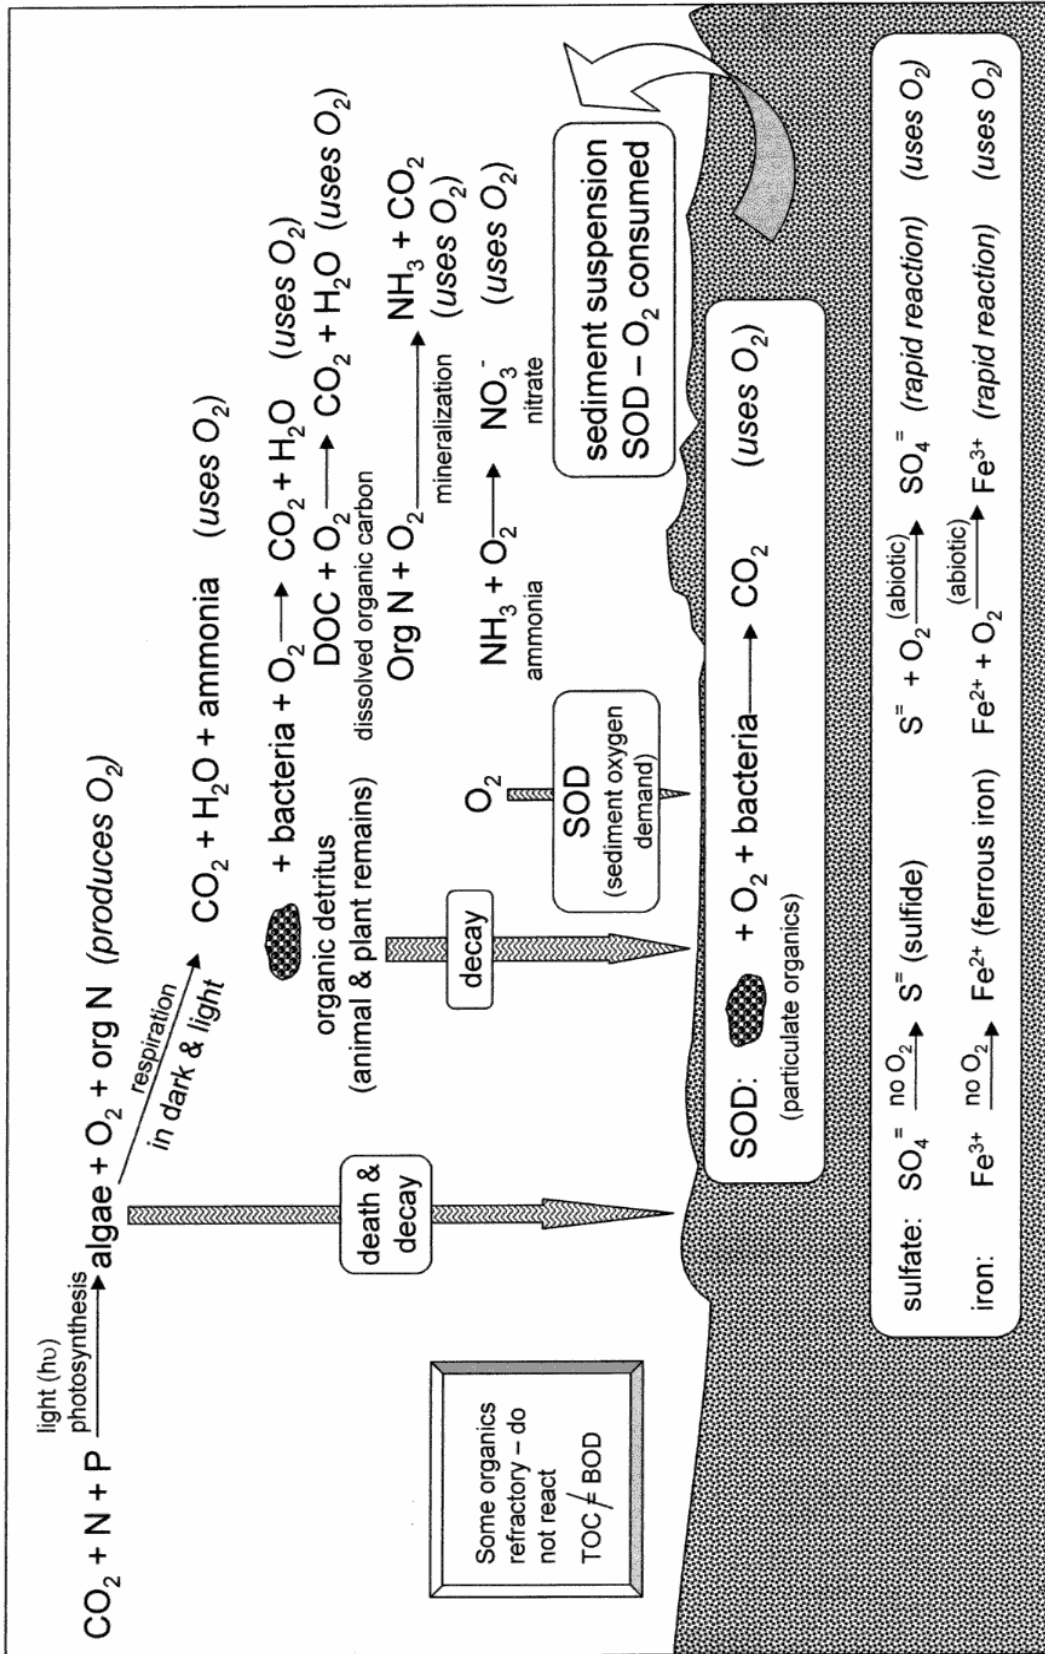 light (hυ)
photosynthesis
CO₂ + N + P ⟶ algae + O₂ + org N (produces O₂)
respiration
in dark & light
CO₂ + H₂O + ammonia (uses O₂)
+ bacteria + O₂ ⟶ CO₂ + H₂O (uses O₂)
organic detritus
(animal & plant remains)
DOC + O₂ ⟶ CO₂ + H₂O (uses O₂)
dissolved organic carbon
Org N + O₂ ⟶ NH₃ + CO₂
mineralization
(uses O₂)
NH₃ + O₂ ⟶ NO₃⁻ (uses O₂)
ammonia
nitrate
death &
decay
decay
O₂
SOD
(sediment oxygen
demand)
sediment suspension
SOD – O₂ consumed
Some organics
refractory – do
not react
TOC ≠ BOD
SOD: + O₂ + bacteria ⟶ CO₂ (uses O₂)
(particulate organics)
sulfate: SO₄⁼ no O₂ ⟶ S⁼ (sulfide) S⁼ + O₂ (abiotic) ⟶ SO₄⁼ (rapid reaction) (uses O₂)
iron: Fe³⁺ no O₂ ⟶ Fe²⁺ (ferrous iron) Fe²⁺ + O₂ (abiotic) ⟶ Fe³⁺ (rapid reaction) (uses O₂)